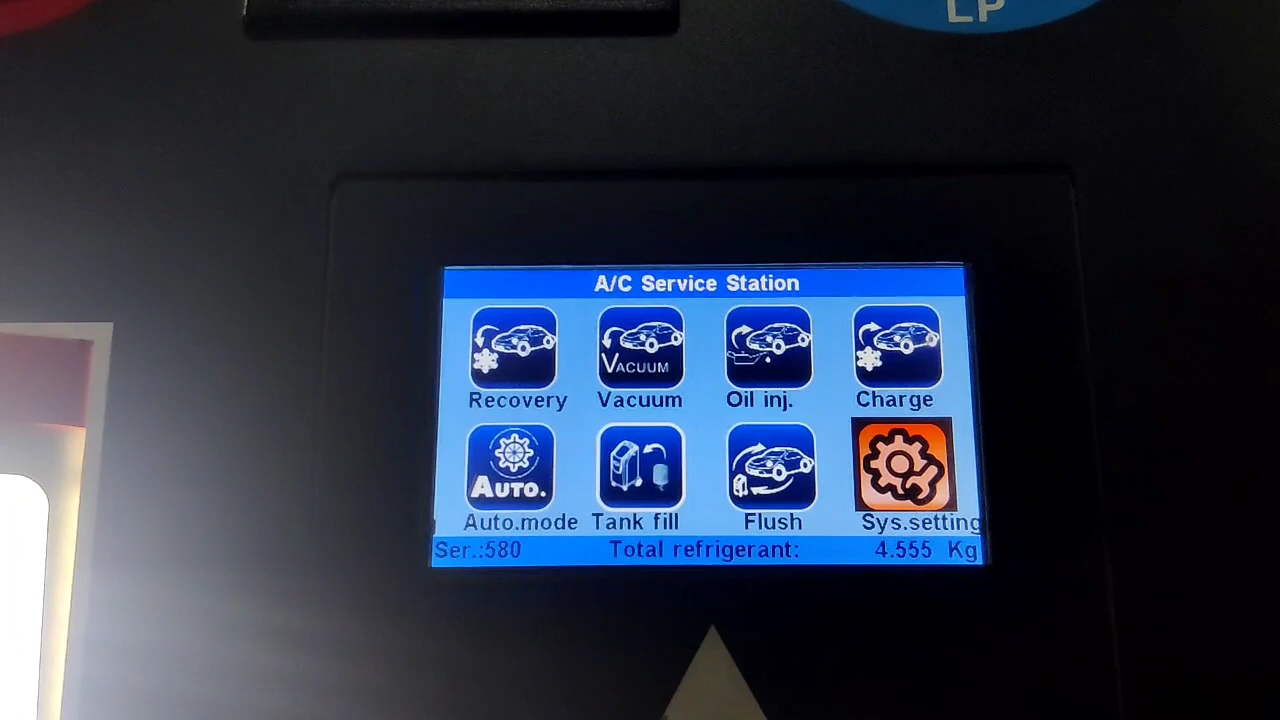 LP
A/C Service Station
VACUUM
Recovery Vacuum Oil inj. Charge
AUTO.
Auto.mode Tank fill Flush Sys.setting
Ser.:580 Total refrigerant: 4.555 Kg